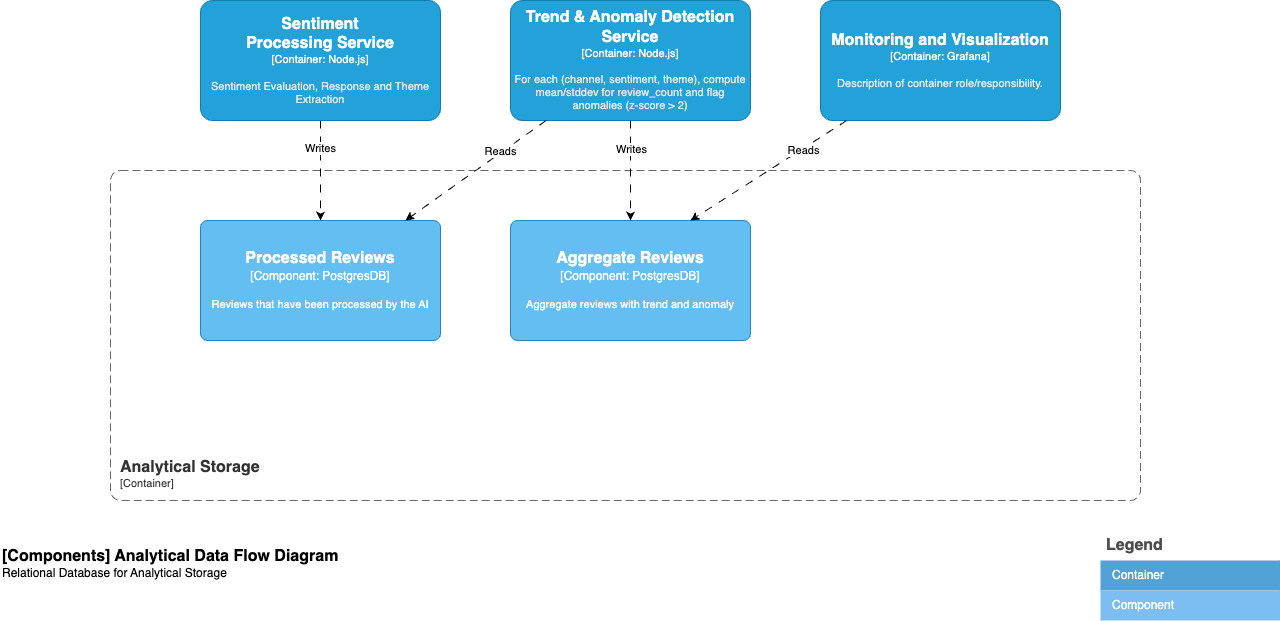 Sentiment
Processing Service
[Container: Node.js]
Sentiment Evaluation, Response and Theme
Extraction
Trend & Anomaly Detection
Service
[Container: Node.js]
For each (channel, sentiment, theme), compute
mean/stddev for review_count and flag
anomalies (z-score > 2)
Monitoring and Visualization
[Container: Grafana]
Description of container role/responsibility.
Writes
Reads
Writes
Reads
Processed Reviews
[Component: PostgresDB]
Reviews that have been processed by the AI
Aggregate Reviews
[Component: PostgresDB]
Aggregate reviews with trend and anomaly
Analytical Storage
[Container]
[Components] Analytical Data Flow Diagram
Relational Database for Analytical Storage
Legend
Container
Component